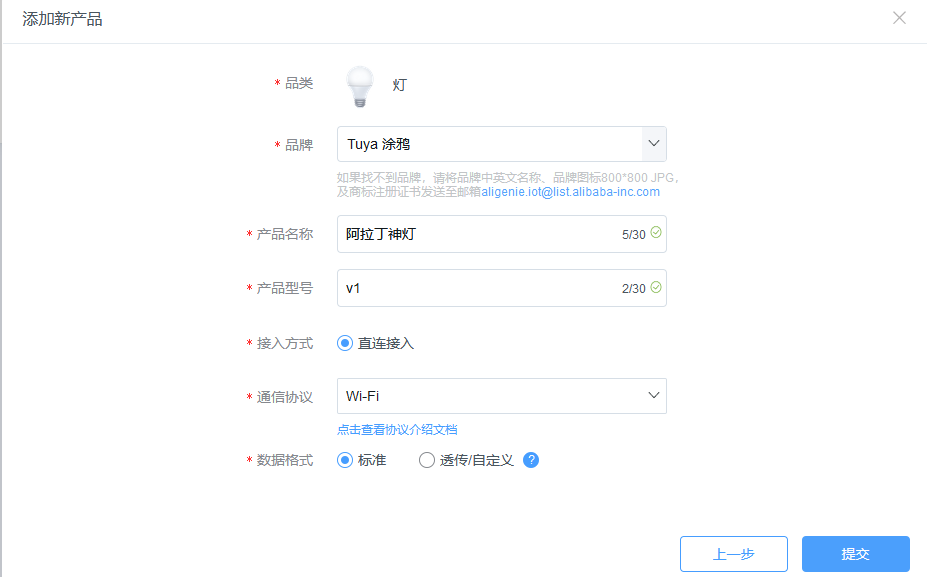 添加新产品
* 品类 灯
* 品牌 Tuya 涂鸦
如果找不到品牌，请将品牌中英文名称、品牌图标800*800 JPG，
及商标注册证书发送至邮箱aligenie.iot@list.alibaba-inc.com
* 产品名称 阿拉丁神灯 5/30
* 产品型号 v1 2/30
* 接入方式 直连接入
* 通信协议 Wi-Fi
点击查看协议介绍文档
* 数据格式 标准 透传/自定义 ?
上一步 提交